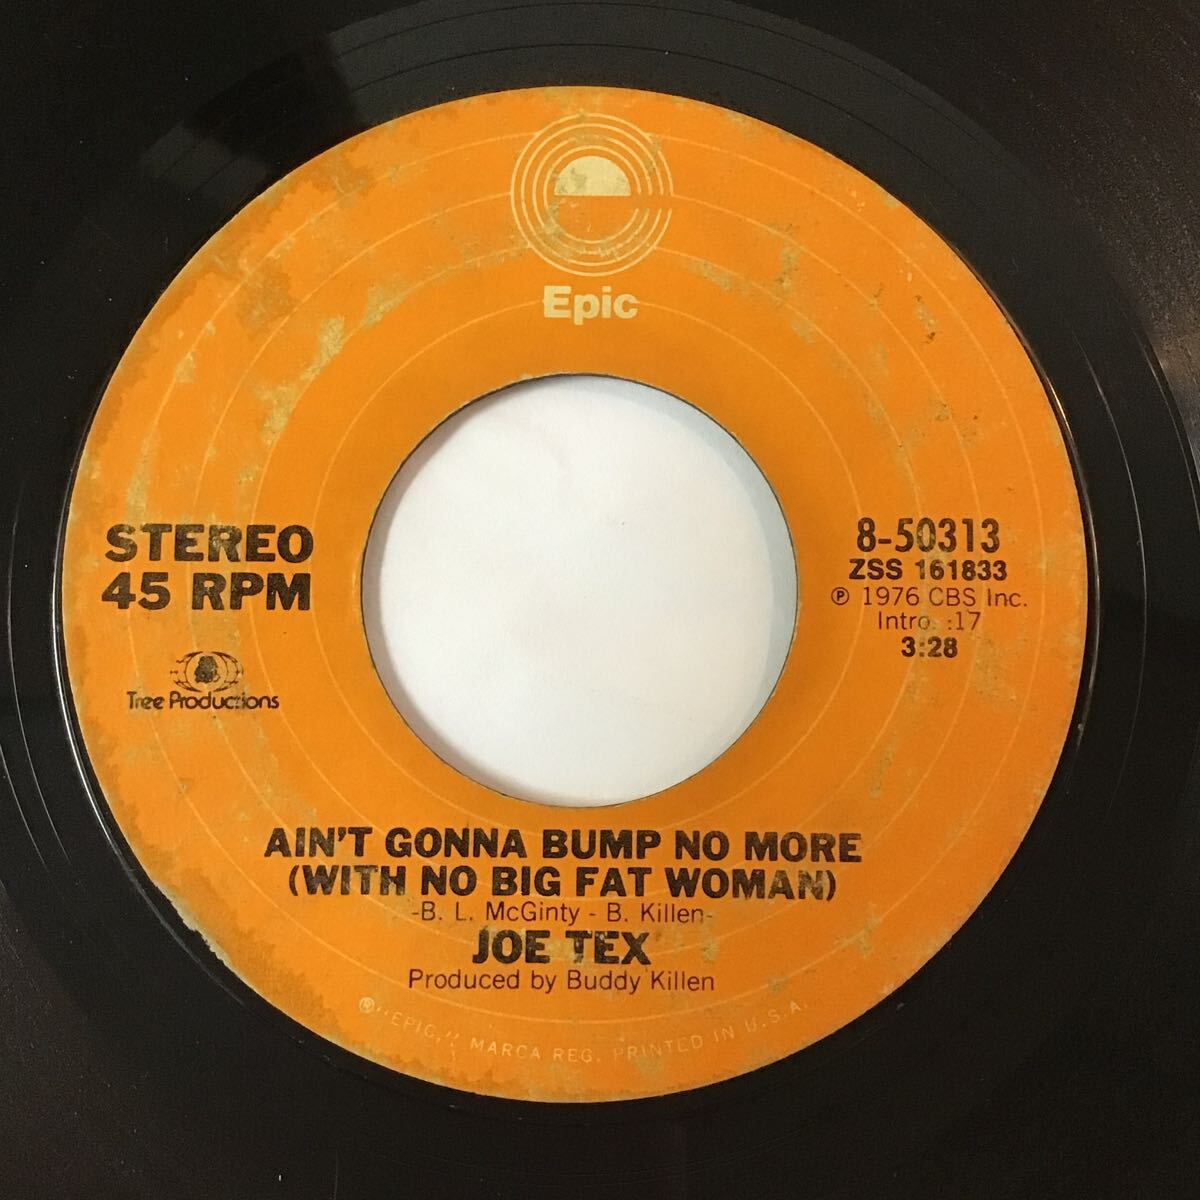 Epic
STEREO
45 RPM
Tree Productions
8-50313
ZSS 161833
℗ 1976 CBS Inc.
Intro. :17
3:28
AIN'T GONNA BUMP NO MORE
(WITH NO BIG FAT WOMAN)
-B. L. McGinty - B. Killen-
JOE TEX
Produced by Buddy Killen
®"EPIC," MARCA REG. PRINTED IN U.S.A.